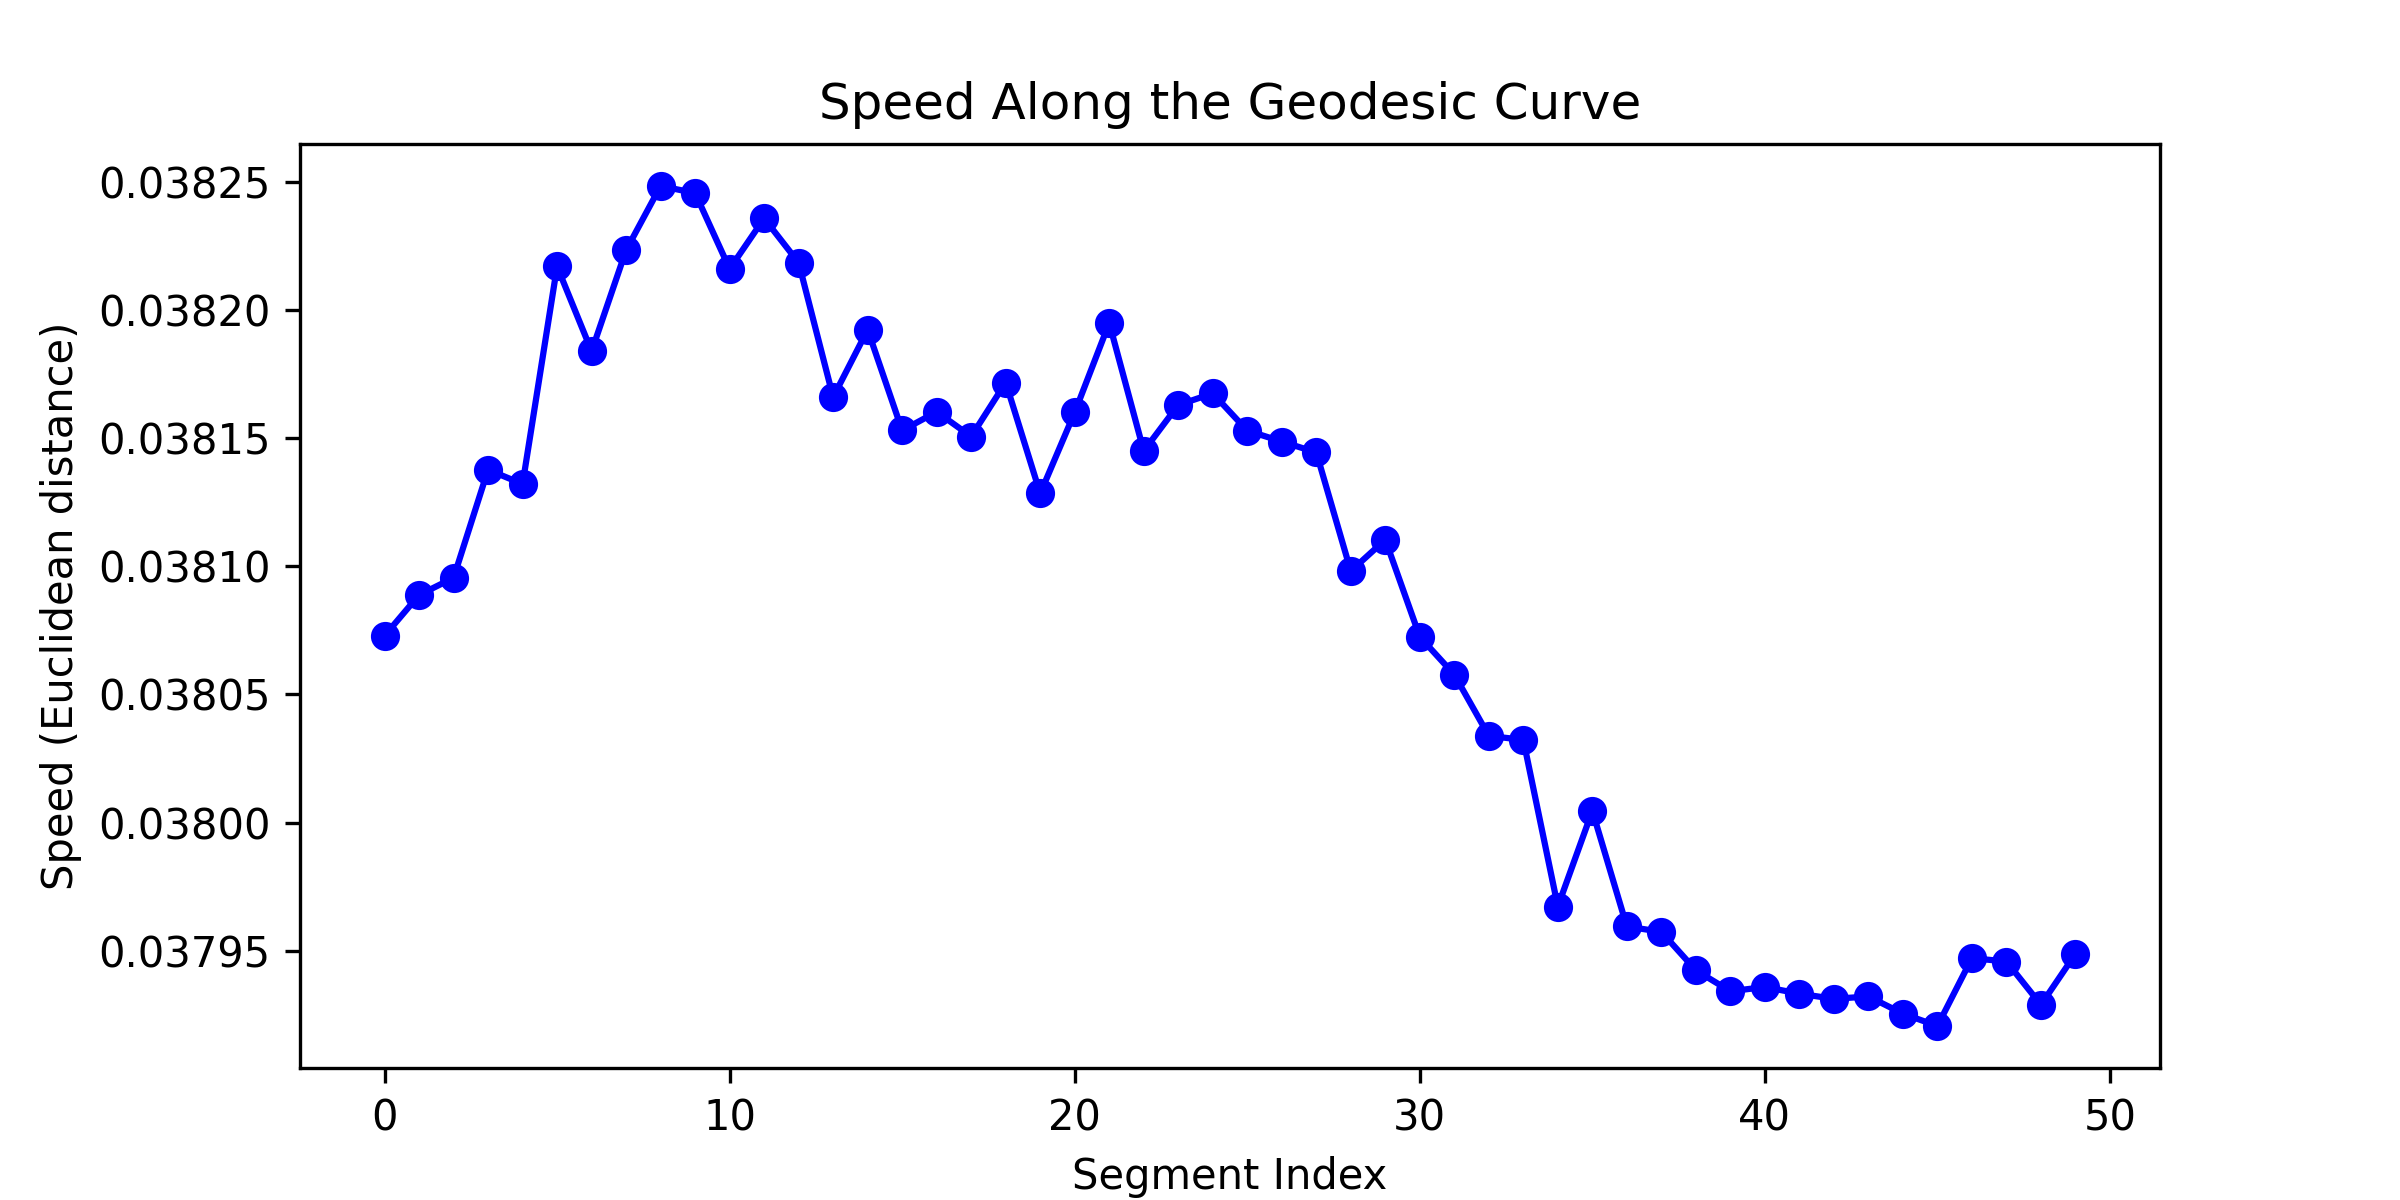 Speed Along the Geodesic Curve
Speed (Euclidean distance)
0.03825
0.03820
0.03815
0.03810
0.03805
0.03800
0.03795
0 10 20 30 40 50
Segment Index